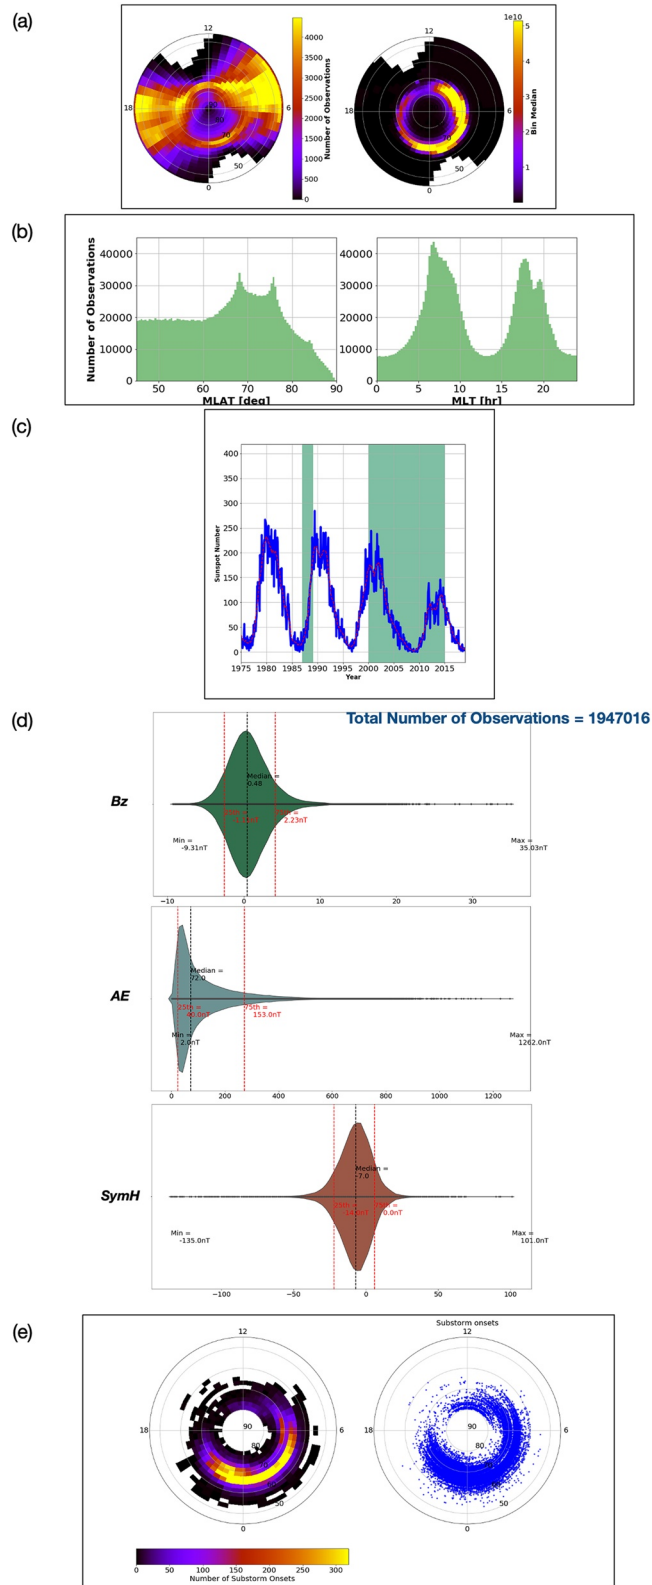 (a)
12
18
90
80
70
50
0
4000
3500
3000
2500
2000
1500
1000
500
0
Number of Observations
12
6
18
6
50
0
1e10
5
4
3
2
1
Bin Median
(b)
Number of Observations
40000
30000
20000
10000
0
50 60 70 80 90
MLAT [deg]
40000
30000
20000
10000
0
0 5 10 15 20
MLT [hr]
(c)
Sunspot Number
400
350
300
250
200
150
100
50
0
1975 1980 1985 1990 1995 2000 2005 2010 2015
Year
(d)
Total Number of Observations = 1947016
Bz
Median =
0.48
2.23nT
Min =
-9.31nT
Max =
35.03nT
−10 0 10 20 30
AE
Median =
72.0
25th =
40.0nT
75th =
153.0nT
Min =
2.0nT
Max =
1262.0nT
0 200 400 600 800 1000 1200
SymH
Median =
-7.0
25th =
0.0nT
Min =
-135.0nT
Max =
101.0nT
−100 −50 0 50 100
(e)
12
18
90
80
50
6
0
Substorm onsets
12
18
90
80
50
6
0
0 50 100 150 200 250 300
Number of Substorm Onsets